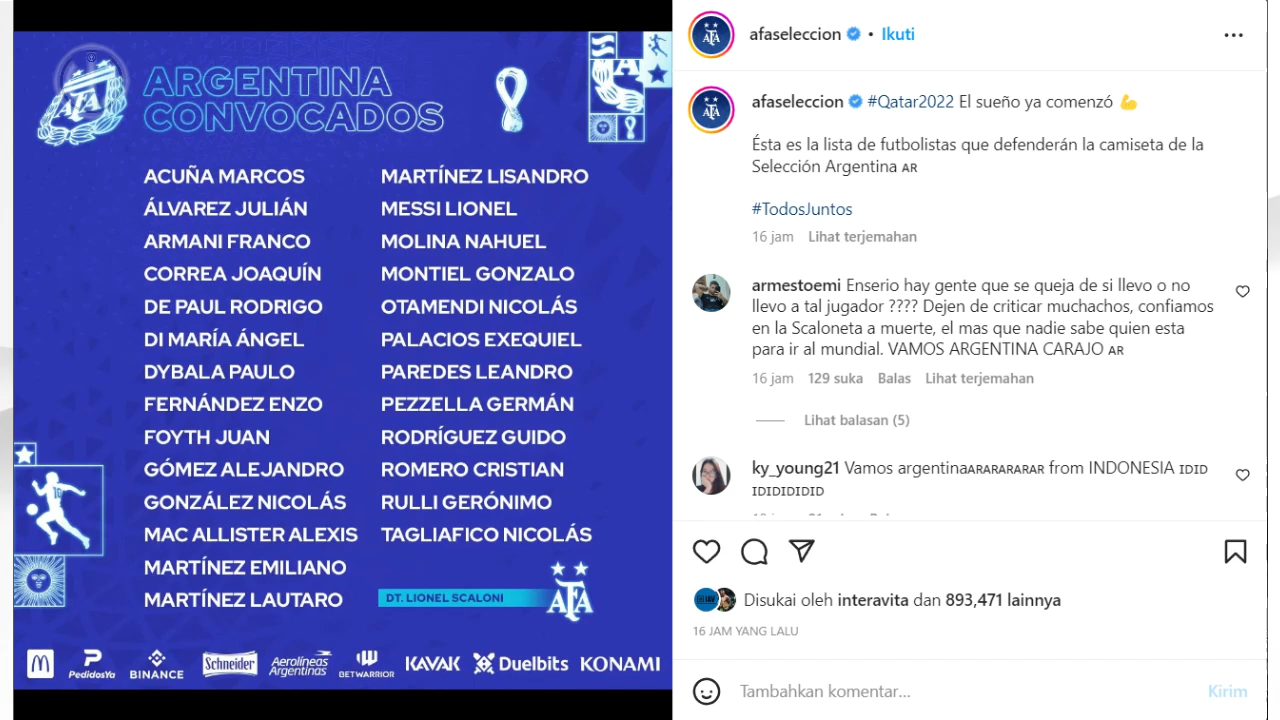 ARGENTINA
CONVOCADOS
ACUÑA MARCOS
ÁLVAREZ JULIÁN
ARMANI FRANCO
CORREA JOAQUÍN
DE PAUL RODRIGO
DI MARÍA ÁNGEL
DYBALA PAULO
FERNÁNDEZ ENZO
FOYTH JUAN
GÓMEZ ALEJANDRO
GONZÁLEZ NICOLÁS
MAC ALLISTER ALEXIS
MARTÍNEZ EMILIANO
MARTÍNEZ LAUTARO
MARTÍNEZ LISANDRO
MESSI LIONEL
MOLINA NAHUEL
MONTIEL GONZALO
OTAMENDI NICOLÁS
PALACIOS EXEQUIEL
PAREDES LEANDRO
PEZZELLA GERMÁN
RODRÍGUEZ GUIDO
ROMERO CRISTIAN
RULLI GERÓNIMO
TAGLIAFICO NICOLÁS
DT. LIONEL SCALONI
AFA
PedidosYa BINANCE Schneider Aerolíneas Argentinas BETWARRIOR KAVAK Duelbits KONAMI
afaseleccion • Ikuti
afaseleccion #Qatar2022 El sueño ya comenzó 💪
Ésta es la lista de futbolistas que defenderán la camiseta de la
Selección Argentina AR
#TodosJuntos
16 jam Lihat terjemahan
armestoemi Enserio hay gente que se queja de si llevo o no
llevo a tal jugador ???? Dejen de criticar muchachos, confiamos
en la Scaloneta a muerte, el mas que nadie sabe quien esta
para ir al mundial. VAMOS ARGENTINA CARAJO AR
16 jam 129 suka Balas Lihat terjemahan
Lihat balasan (5)
ky_young21 Vamos argentinaARARARARAR from INDONESIA IDID
IDIDIDIDID
Disukai oleh interavita dan 893,471 lainnya
16 JAM YANG LALU
Tambahkan komentar... Kirim